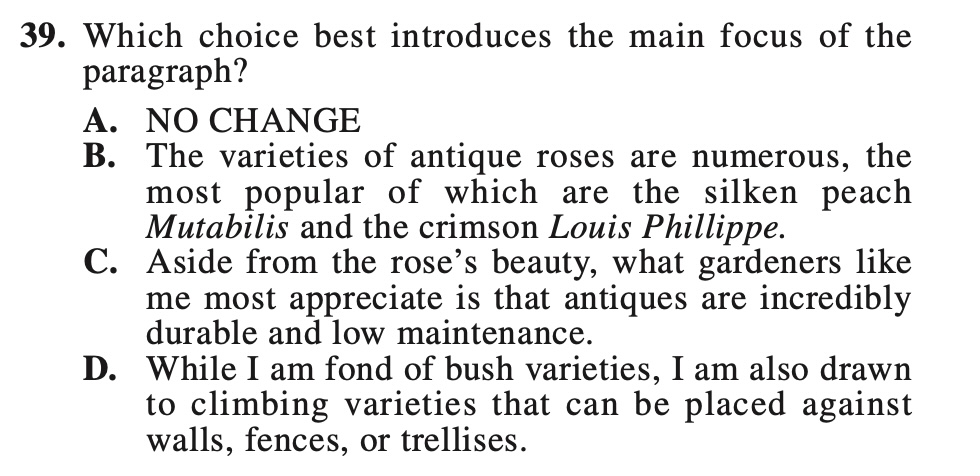 39. Which choice best introduces the main focus of the
paragraph?
A. NO CHANGE
B. The varieties of antique roses are numerous, the
most popular of which are the silken peach
Mutabilis and the crimson Louis Phillippe.
C. Aside from the rose's beauty, what gardeners like
me most appreciate is that antiques are incredibly
durable and low maintenance.
D. While I am fond of bush varieties, I am also drawn
to climbing varieties that can be placed against
walls, fences, or trellises.